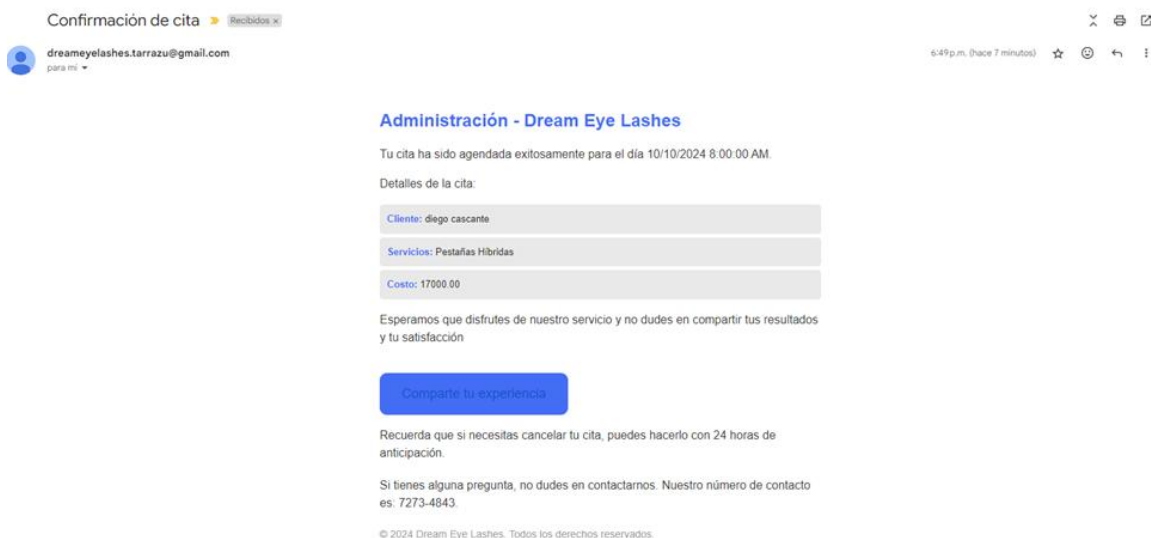 Confirmación de cita Recibidos x
dreameyelashes.tarrazu@gmail.com
6:49 p.m. (hace 7 minutos)
para mí
Administración - Dream Eye Lashes
Tu cita ha sido agendada exitosamente para el día 10/10/2024 8:00:00 AM.
Detalles de la cita:
Cliente: diego cascante
Servicios: Pestañas Híbridas
Costo: 17000.00
Esperamos que disfrutes de nuestro servicio y no dudes en compartir tus resultados
y tu satisfacción
Comparte tu experiencia
Recuerda que si necesitas cancelar tu cita, puedes hacerlo con 24 horas de
anticipación.
Si tienes alguna pregunta, no dudes en contactarnos. Nuestro número de contacto
es: 7273-4843.
© 2024 Dream Eye Lashes. Todos los derechos reservados.